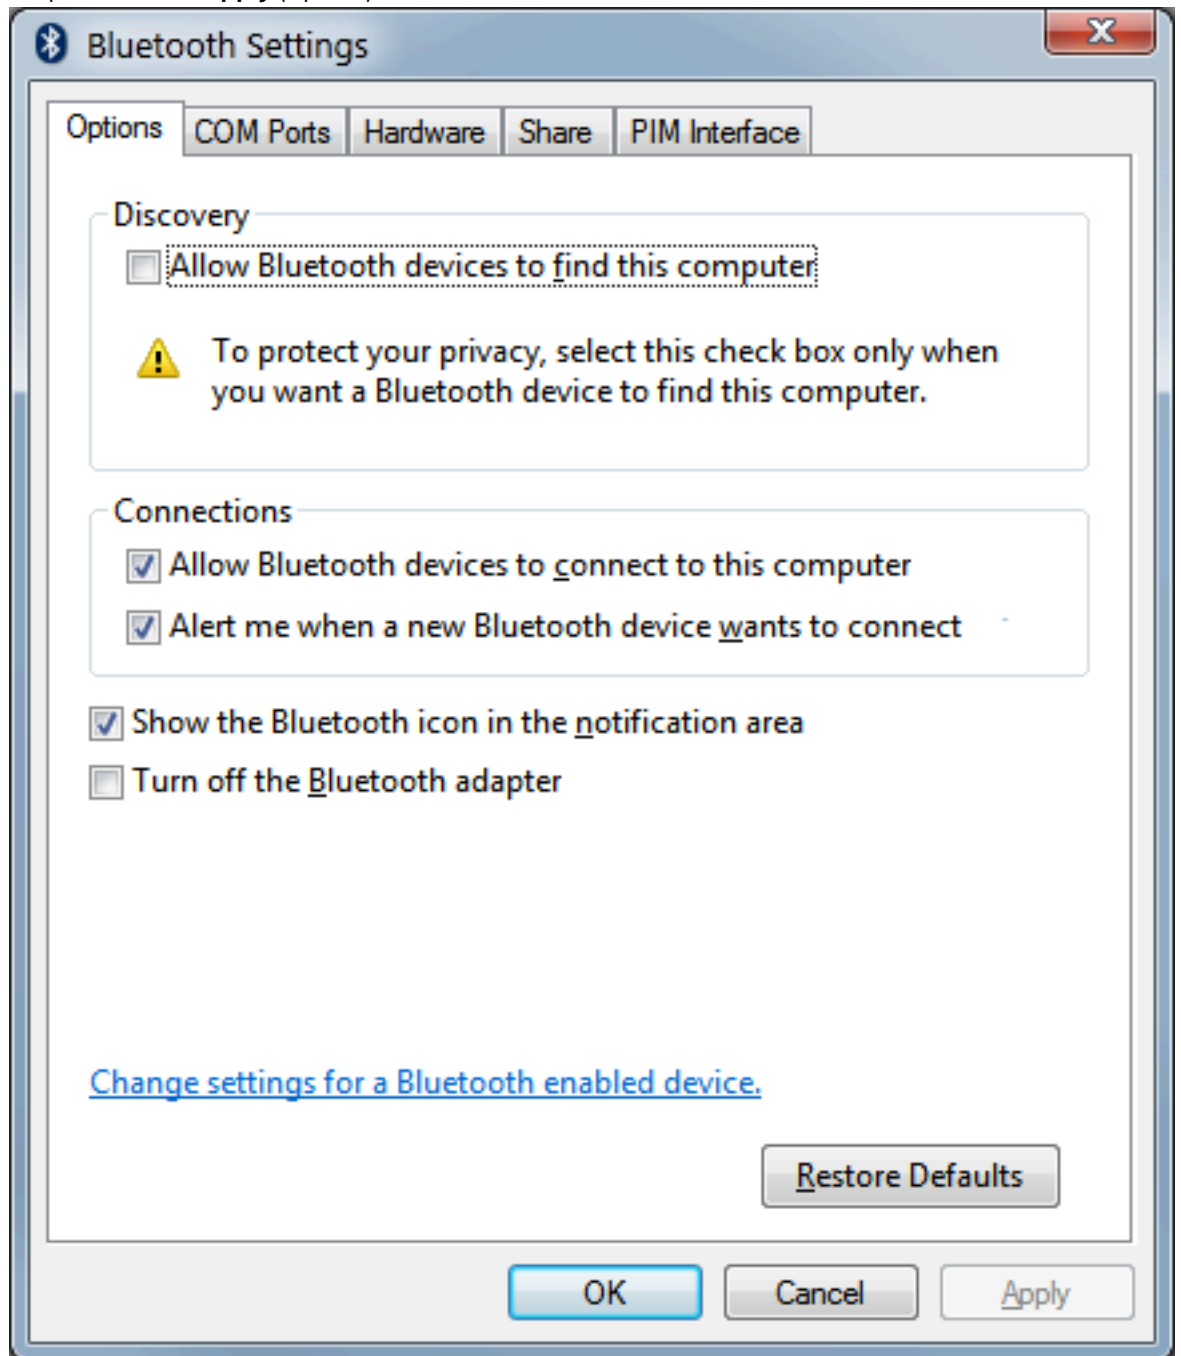 Bluetooth Settings
Options COM Ports Hardware Share PIM Interface
Discovery
Allow Bluetooth devices to find this computer
To protect your privacy, select this check box only when
you want a Bluetooth device to find this computer.
Connections
Allow Bluetooth devices to connect to this computer
Alert me when a new Bluetooth device wants to connect
Show the Bluetooth icon in the notification area
Turn off the Bluetooth adapter
Change settings for a Bluetooth enabled device.
Restore Defaults
OK Cancel Apply